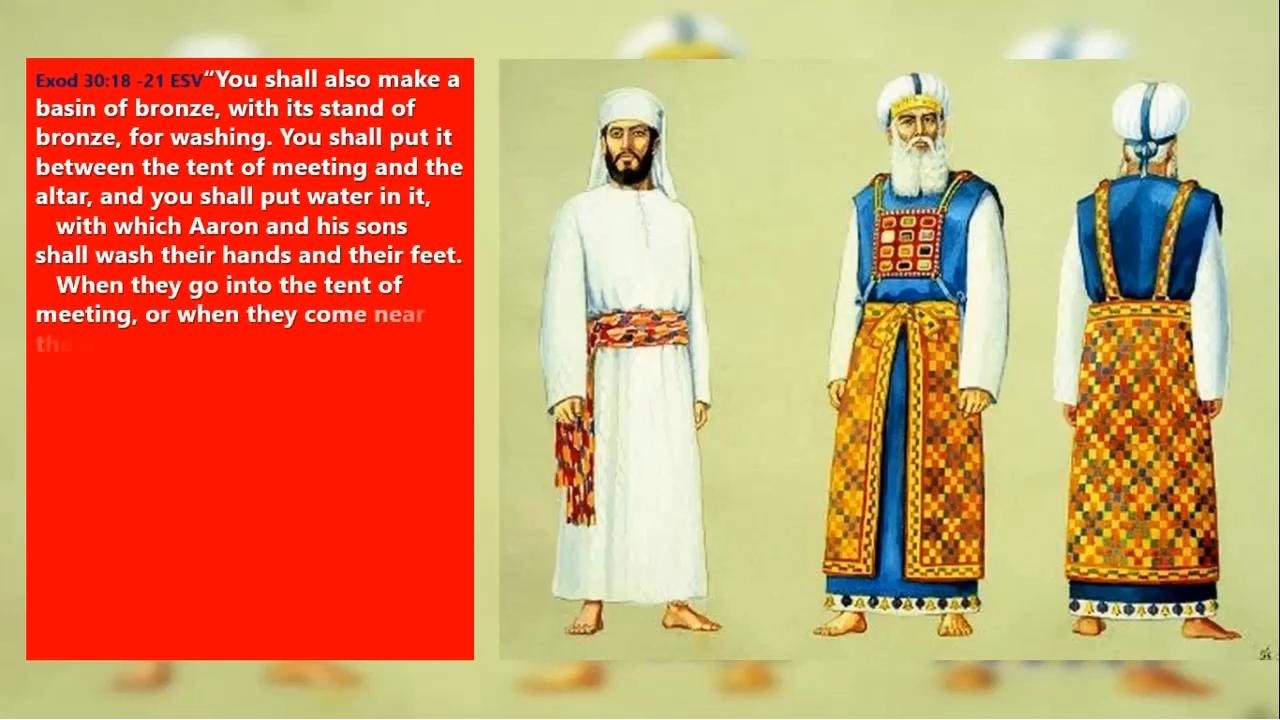 Exod 30:18 -21 ESV“You shall also make a
basin of bronze, with its stand of
bronze, for washing. You shall put it
between the tent of meeting and the
altar, and you shall put water in it,
with which Aaron and his sons
shall wash their hands and their feet.
When they go into the tent of
meeting, or when they come near
the